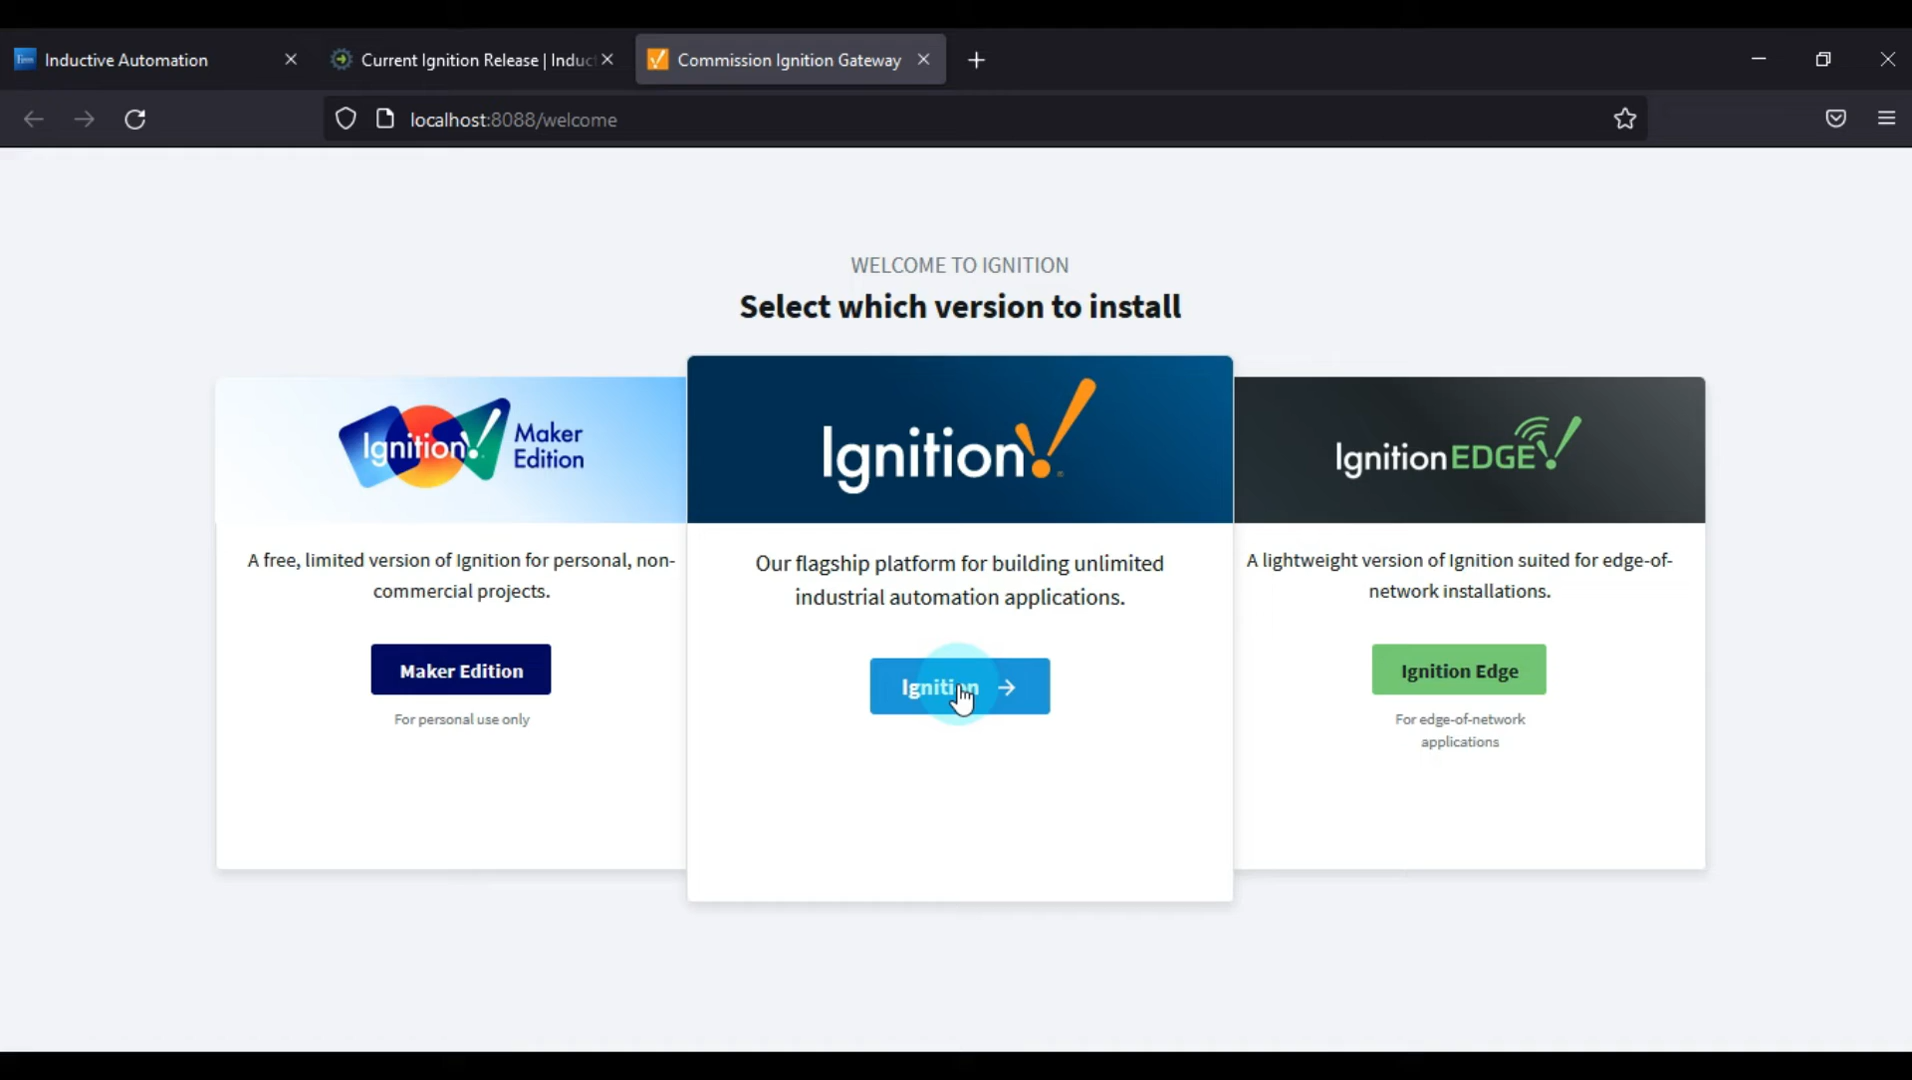 Inductive Automation
Current Ignition Release | Induc
Commission Ignition Gateway
localhost:8088/welcome
WELCOME TO IGNITION
Select which version to install
Ignition!
Maker
Edition
A free, limited version of Ignition for personal, non-
commercial projects.
Maker Edition
For personal use only
Ignition!
Our flagship platform for building unlimited
industrial automation applications.
Ignition →
Ignition EDGE!
A lightweight version of Ignition suited for edge-of-
network installations.
Ignition Edge
For edge-of-network
applications